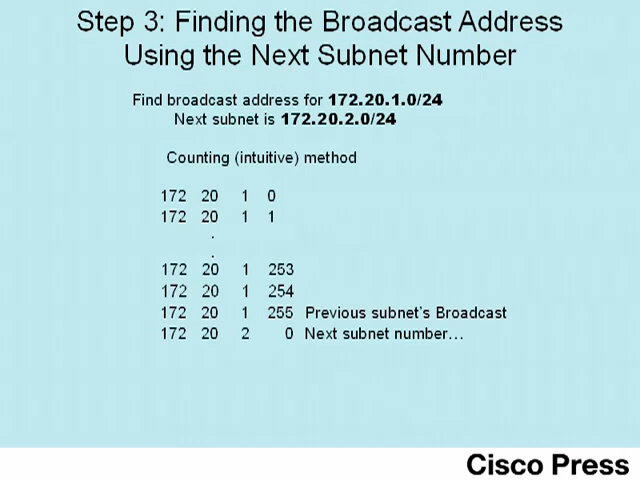 Step 3: Finding the Broadcast Address
Using the Next Subnet Number
Find broadcast address for 172.20.1.0/24
Next subnet is 172.20.2.0/24
Counting (intuitive) method
172 20 1 0
172 20 1 1
.
.
172 20 1 253
172 20 1 254
172 20 1 255 Previous subnet's Broadcast
172 20 2 0 Next subnet number…
Cisco Press